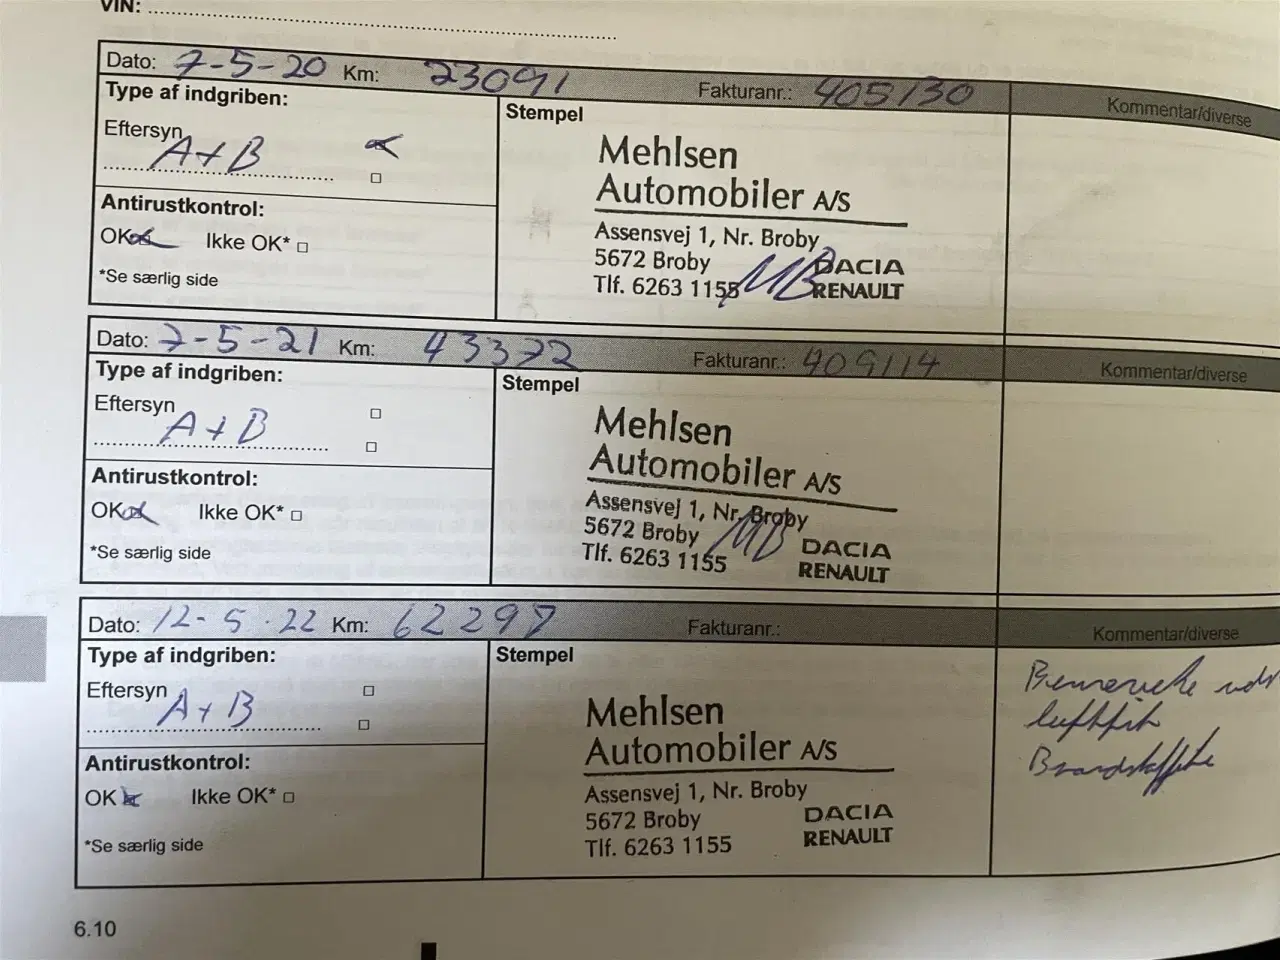 VIN:
Dato: 7-5-20 Km: 23091 Fakturanr.: 405130 Kommentar/diverse
Type af indgriben:
Eftersyn
A+B
Antirustkontrol:
OK Ikke OK*
*Se særlig side
Stempel
Mehlsen
Automobiler A/S
Assensvej 1, Nr. Broby
5672 Broby
Tlf. 6263 1155
MB
DACIA
RENAULT
Dato: 7-5-21 Km: 43372 Fakturanr.: 409114 Kommentar/diverse
Type af indgriben:
Eftersyn
A+B
Antirustkontrol:
OK Ikke OK*
*Se særlig side
Stempel
Mehlsen
Automobiler A/S
Assensvej 1, Nr. Broby
5672 Broby
Tlf. 6263 1155
MB
DACIA
RENAULT
Dato: 12-5-22 Km: 62297 Fakturanr.: Kommentar/diverse
Type af indgriben:
Eftersyn
A+B
Antirustkontrol:
OK Ikke OK*
*Se særlig side
Stempel
Mehlsen
Automobiler A/S
Assensvej 1, Nr. Broby
5672 Broby
Tlf. 6263 1155
DACIA
RENAULT
6.10